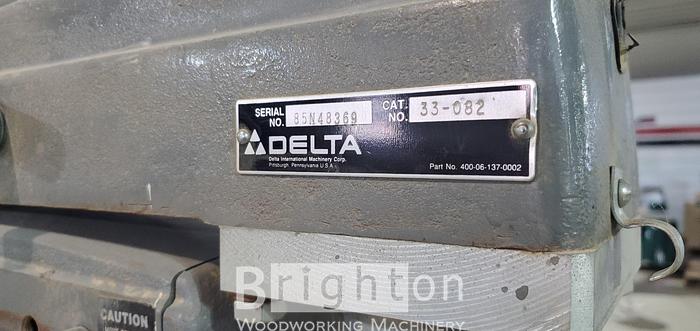 SERIAL NO. 85N48369 CAT. NO. 33-082
DELTA
Delta International Machinery Corp.
Pittsburgh, Pennsylvania U.S.A.
Part No. 400-06-137-0002
CAUTION
Brighton
WOODWORKING MACHINERY